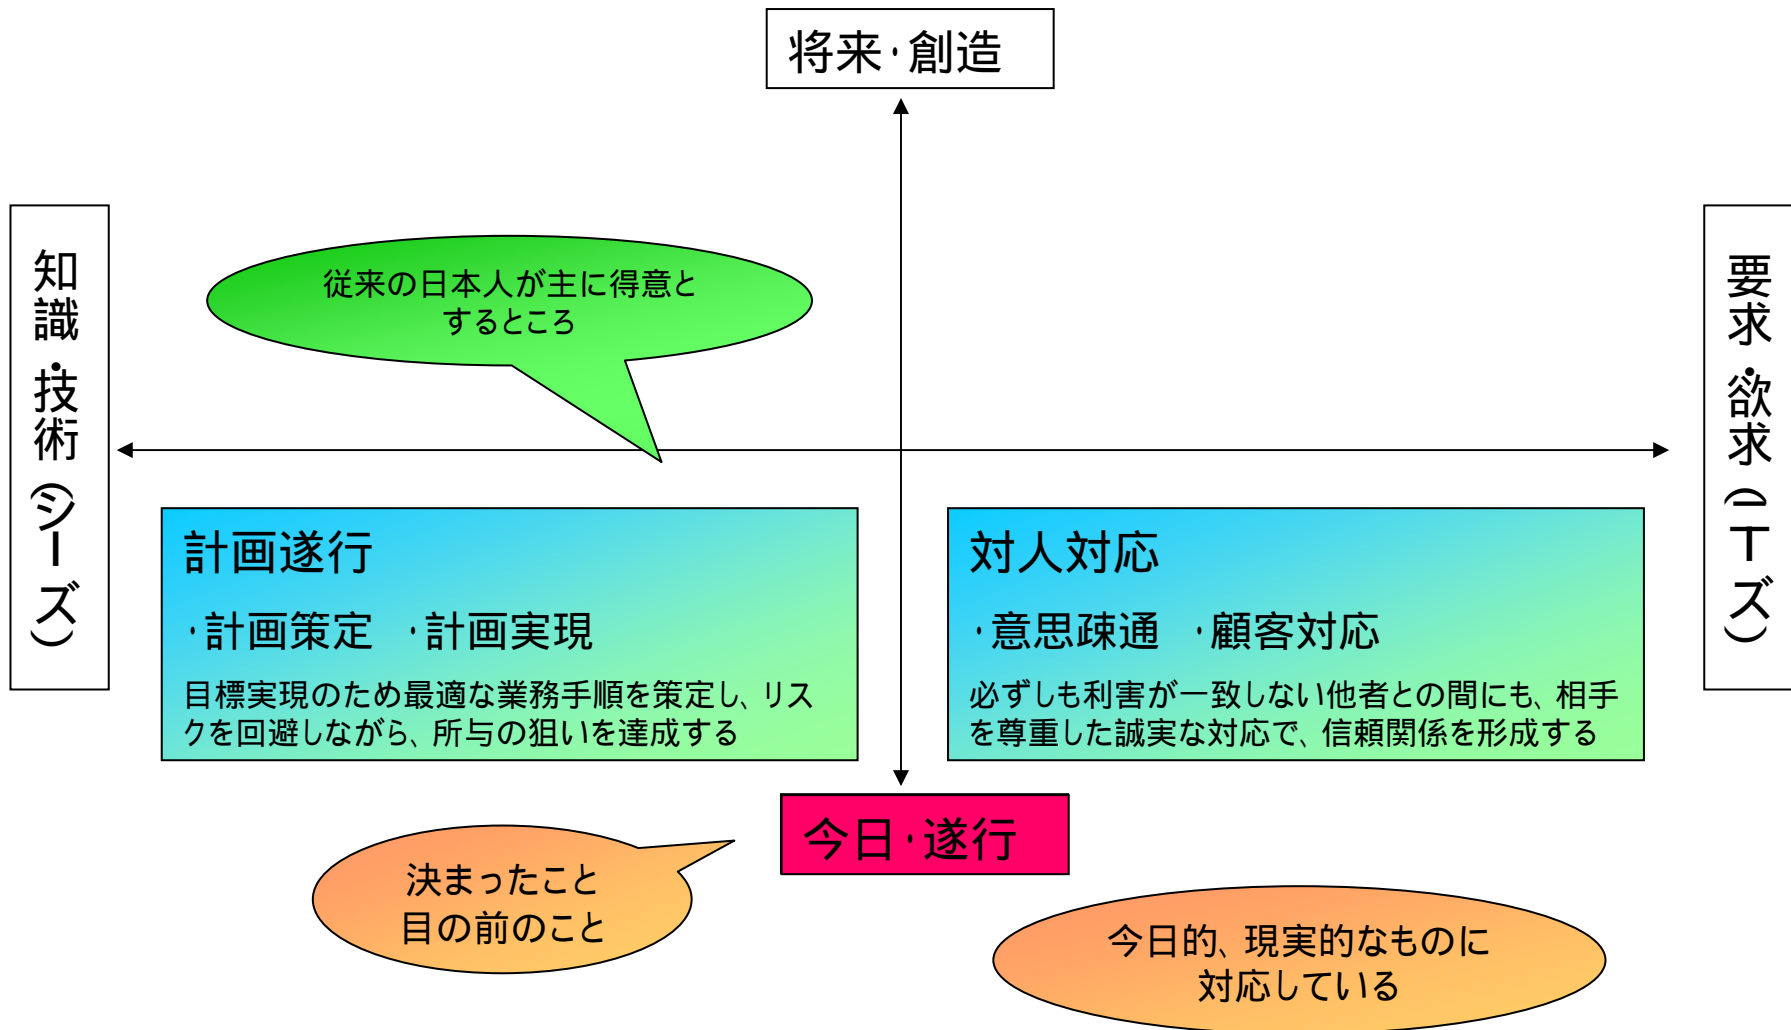 将来・創造
知識・技術(シーズ)
要求・欲求(ニーズ)
従来の日本人が主に得意と
するところ
計画遂行
・計画策定　・計画実現
目標実現のため最適な業務手順を策定し、リス
クを回避しながら、所与の狙いを達成する
対人対応
・意思疎通　・顧客対応
必ずしも利害が一致しない他者との間にも、相手
を尊重した誠実な対応で、信頼関係を形成する
今日・遂行
決まったこと
目の前のこと
今日的、現実的なものに
対応している